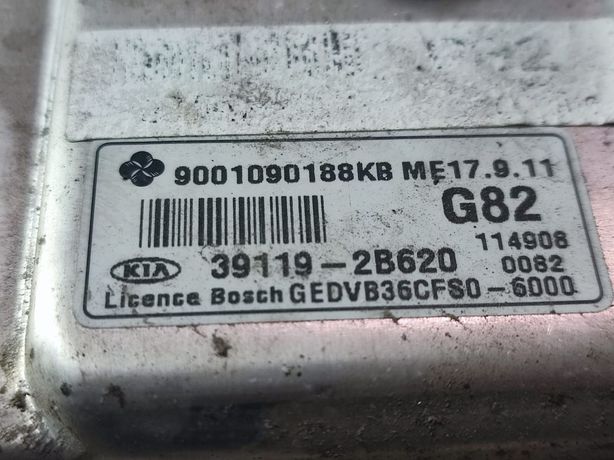 9001090188KB ME17.9.11
G82
114908
KIA 39119-2B620 0082
Licence Bosch GEDVB36CFS0-6000